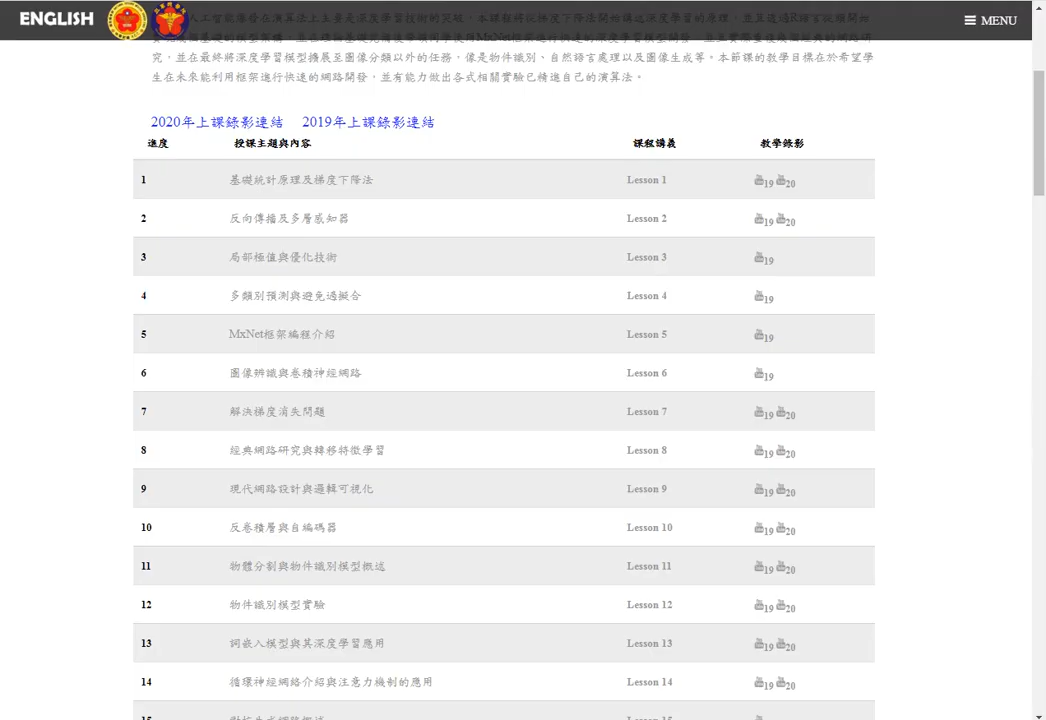 ENGLISH
MENU
究，並在最終將深度學習模型擴展至圖像分類以外的任務，像是物件識別、自然語言處理以及圖像生成等。本節課的教學目標在於希望學
生在未來能利用框架進行快速的網路開發，並有能力做出各式相關實驗已精進自己的演算法。
2020年上課錄影連結 2019年上課錄影連結
進度 授課主題與內容 課程講義 教學錄影
1 基礎統計原理及梯度下降法 Lesson 1 19 20
2 反向傳播及多層感知器 Lesson 2 19 20
3 局部極值與優化技術 Lesson 3 19
4 多類別預測與避免過擬合 Lesson 4 19
5 MxNet框架編程介紹 Lesson 5 19
6 圖像辨識與卷積神經網路 Lesson 6 19
7 解決梯度消失問題 Lesson 7 19 20
8 經典網路研究與轉移特徵學習 Lesson 8 19 20
9 現代網路設計與邏輯可視化 Lesson 9 19 20
10 反卷積層與自編碼器 Lesson 10 19 20
11 物體分割與物件識別模型概述 Lesson 11 19 20
12 物件識別模型實驗 Lesson 12 19 20
13 詞嵌入模型與其深度學習應用 Lesson 13 19 20
14 循環神經網絡介紹與注意力機制的應用 Lesson 14 19 20